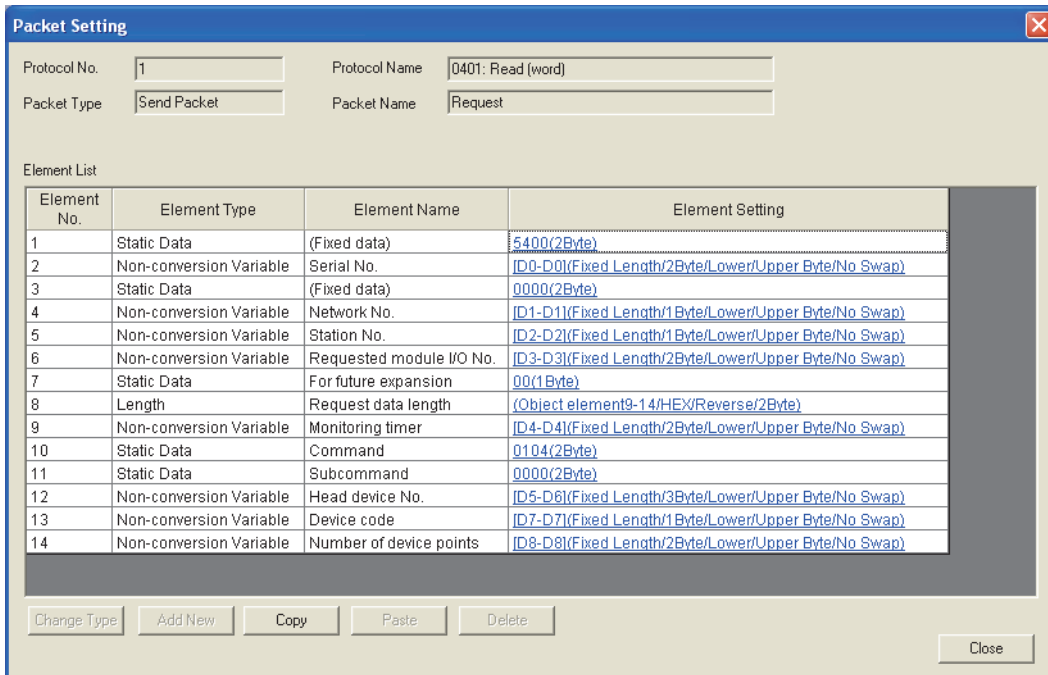 Packet Setting
Protocol No. 1 Protocol Name 0401: Read (word)
Packet Type Send Packet Packet Name Request
Element List
Element No. Element Type Element Name Element Setting
1 Static Data (Fixed data) 5400(2Byte)
2 Non-conversion Variable Serial No. [D0-D0](Fixed Length/2Byte/Lower/Upper Byte/No Swap)
3 Static Data (Fixed data) 0000(2Byte)
4 Non-conversion Variable Network No. [D1-D1](Fixed Length/1Byte/Lower/Upper Byte/No Swap)
5 Non-conversion Variable Station No. [D2-D2](Fixed Length/1Byte/Lower/Upper Byte/No Swap)
6 Non-conversion Variable Requested module I/O No. [D3-D3](Fixed Length/2Byte/Lower/Upper Byte/No Swap)
7 Static Data For future expansion 00(1Byte)
8 Length Request data length (Object element9-14/HEX/Reverse/2Byte)
9 Non-conversion Variable Monitoring timer [D4-D4](Fixed Length/2Byte/Lower/Upper Byte/No Swap)
10 Static Data Command 0104(2Byte)
11 Static Data Subcommand 0000(2Byte)
12 Non-conversion Variable Head device No. [D5-D6](Fixed Length/3Byte/Lower/Upper Byte/No Swap)
13 Non-conversion Variable Device code [D7-D7](Fixed Length/1Byte/Lower/Upper Byte/No Swap)
14 Non-conversion Variable Number of device points [D8-D8](Fixed Length/2Byte/Lower/Upper Byte/No Swap)
Change Type Add New Copy Paste Delete
Close